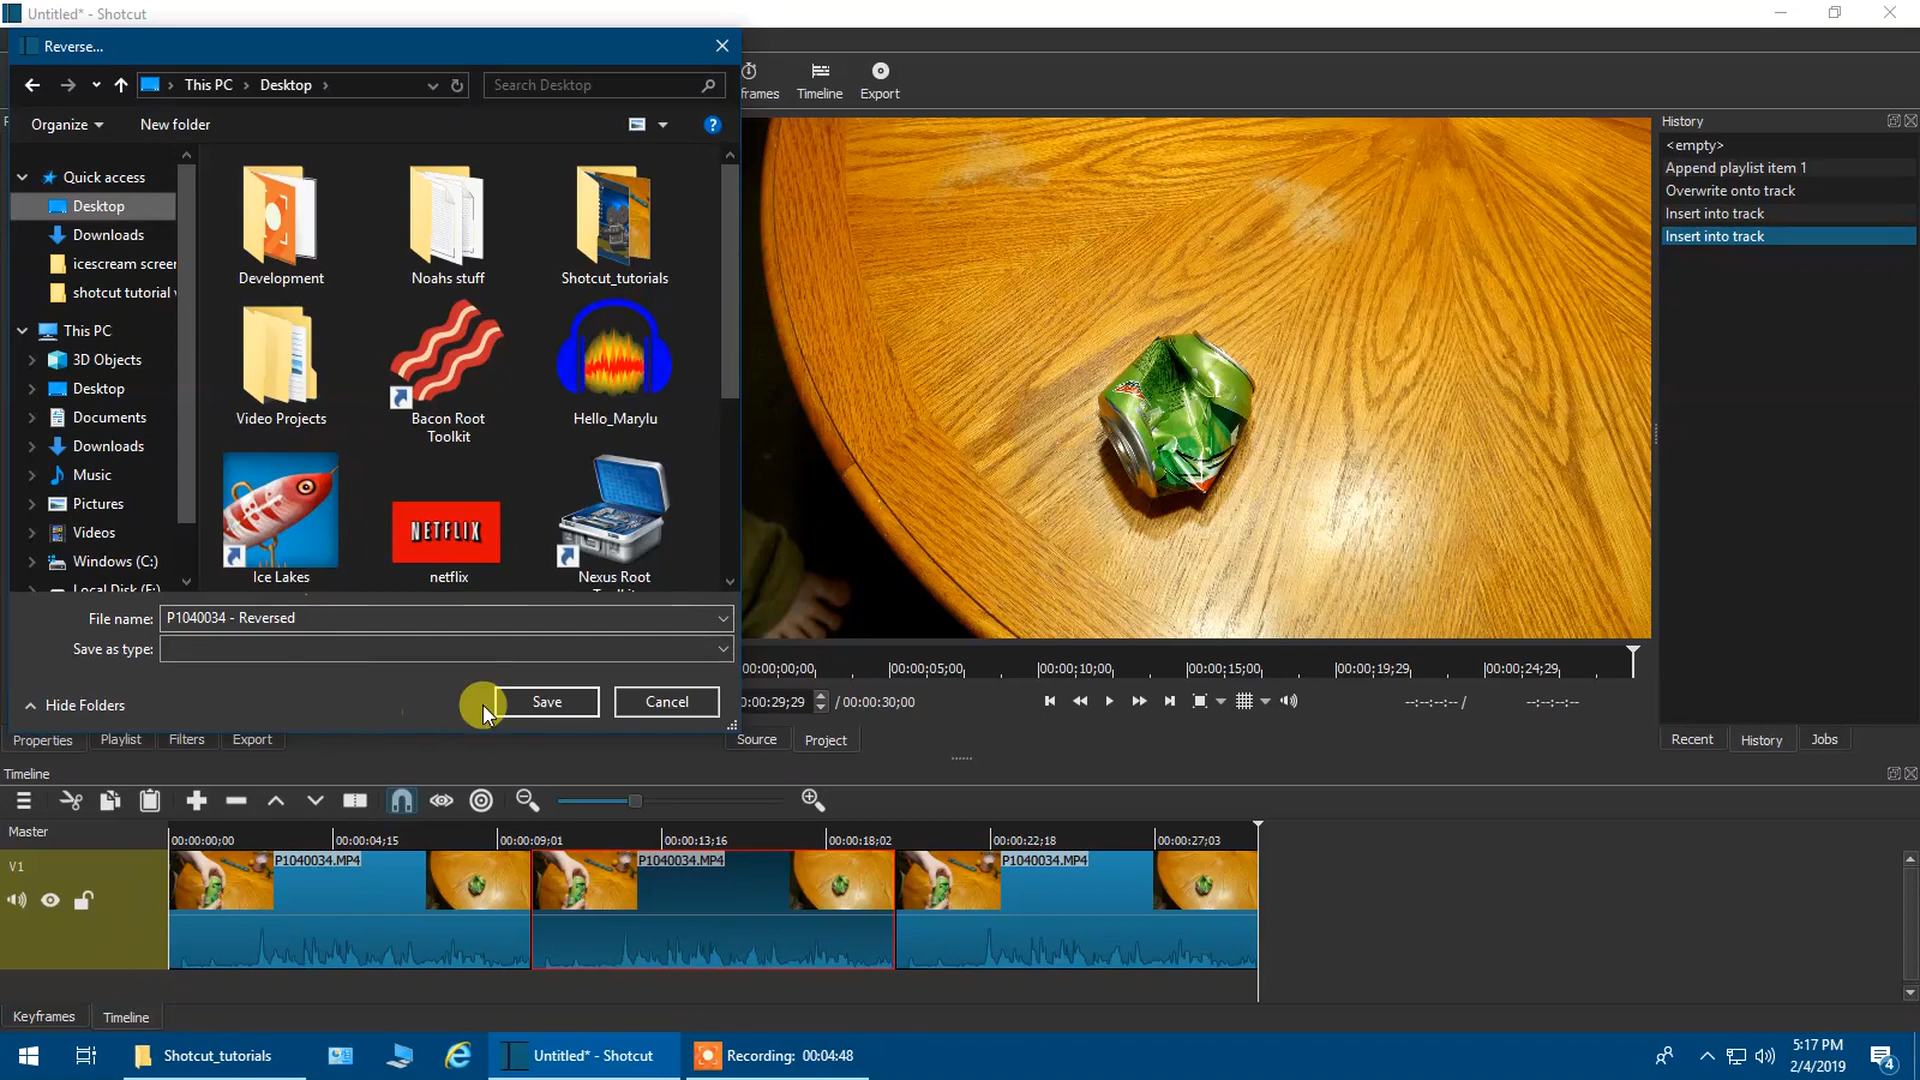 Untitled* - Shotcut
Reverse...
This PC
Desktop
Search Desktop
Organize
New folder
Quick access
Desktop
Downloads
icescream screen
shotcut tutorial v
This PC
3D Objects
Desktop
Documents
Downloads
Music
Pictures
Videos
Windows (C:)
Local Disk (E:)
Development
Noahs stuff
Shotcut_tutorials
Video Projects
Bacon Root
Toolkit
Hello_Marylu
Ice Lakes
NETFLIX
netflix
Nexus Root
File name: P1040034 - Reversed
Save as type:
Hide Folders
Save
Cancel
frames
Timeline
Export
History
<empty>
Append playlist item 1
Overwrite onto track
Insert into track
Insert into track
00:00:00;00
00:00:05;00
00:00:10;00
00:00:15;00
00:00:19;29
00:00:24;29
0:00:29;29
/ 00:00:30;00
--:--:--;-- /
--:--:--;--
Properties
Playlist
Filters
Export
Source
Project
Recent
History
Jobs
Timeline
Master
00:00:00;00
00:00:04;15
00:00:09;01
00:00:13;16
00:00:18;02
00:00:22;18
00:00:27;03
V1
P1040034.MP4
P1040034.MP4
P1040034.MP4
Keyframes
Timeline
Shotcut_tutorials
Untitled* - Shotcut
Recording: 00:04:48
5:17 PM
2/4/2019
4